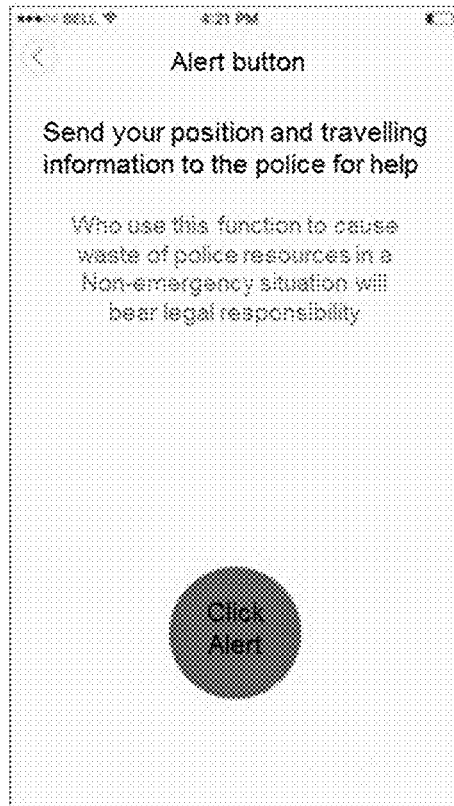 ●●●○○ BELL 4:21 PM
Alert button
Send your position and travelling
information to the police for help
Who use this function to cause
waste of police resources in a
Non-emergency situation will
bear legal responsibility
Click
Alert